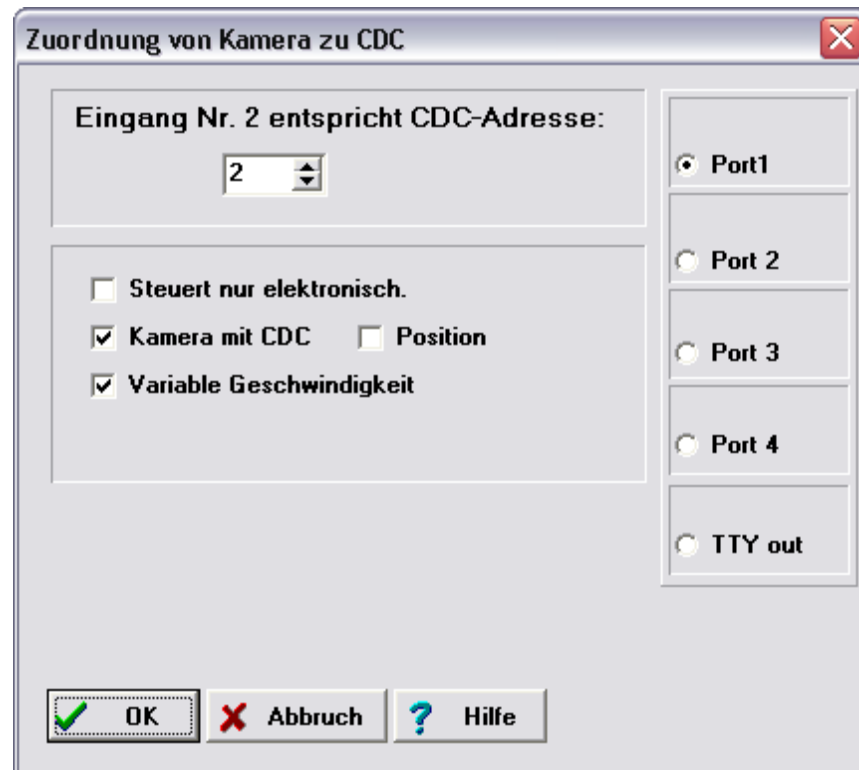 Zuordnung von Kamera zu CDC
Eingang Nr. 2 entspricht CDC-Adresse:
2
Steuert nur elektronisch.
Kamera mit CDC
Position
Variable Geschwindigkeit
Port1
Port 2
Port 3
Port 4
TTY out
OK
Abbruch
? Hilfe